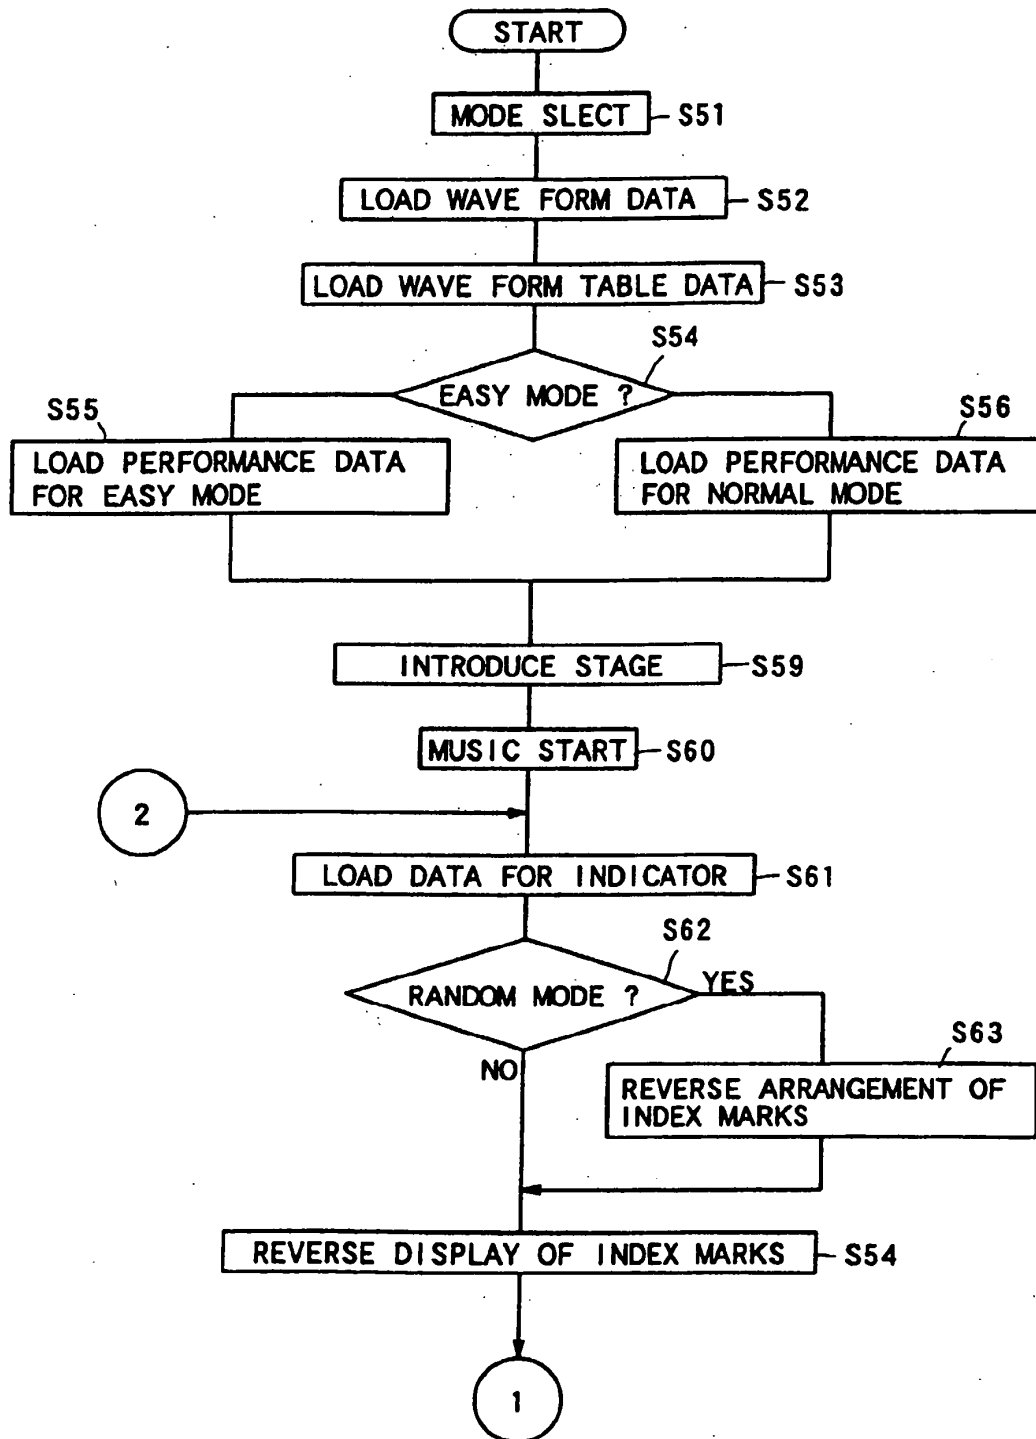 START
MODE SLECT
S51
LOAD WAVE FORM DATA
S52
LOAD WAVE FORM TABLE DATA
S53
S54
EASY MODE ?
S55
S56
LOAD PERFORMANCE DATA
FOR EASY MODE
LOAD PERFORMANCE DATA
FOR NORMAL MODE
INTRODUCE STAGE
S59
MUSIC START
S60
2
LOAD DATA FOR INDICATOR
S61
S62
RANDOM MODE ?
YES
NO
S63
REVERSE ARRANGEMENT OF
INDEX MARKS
REVERSE DISPLAY OF INDEX MARKS
S54
1